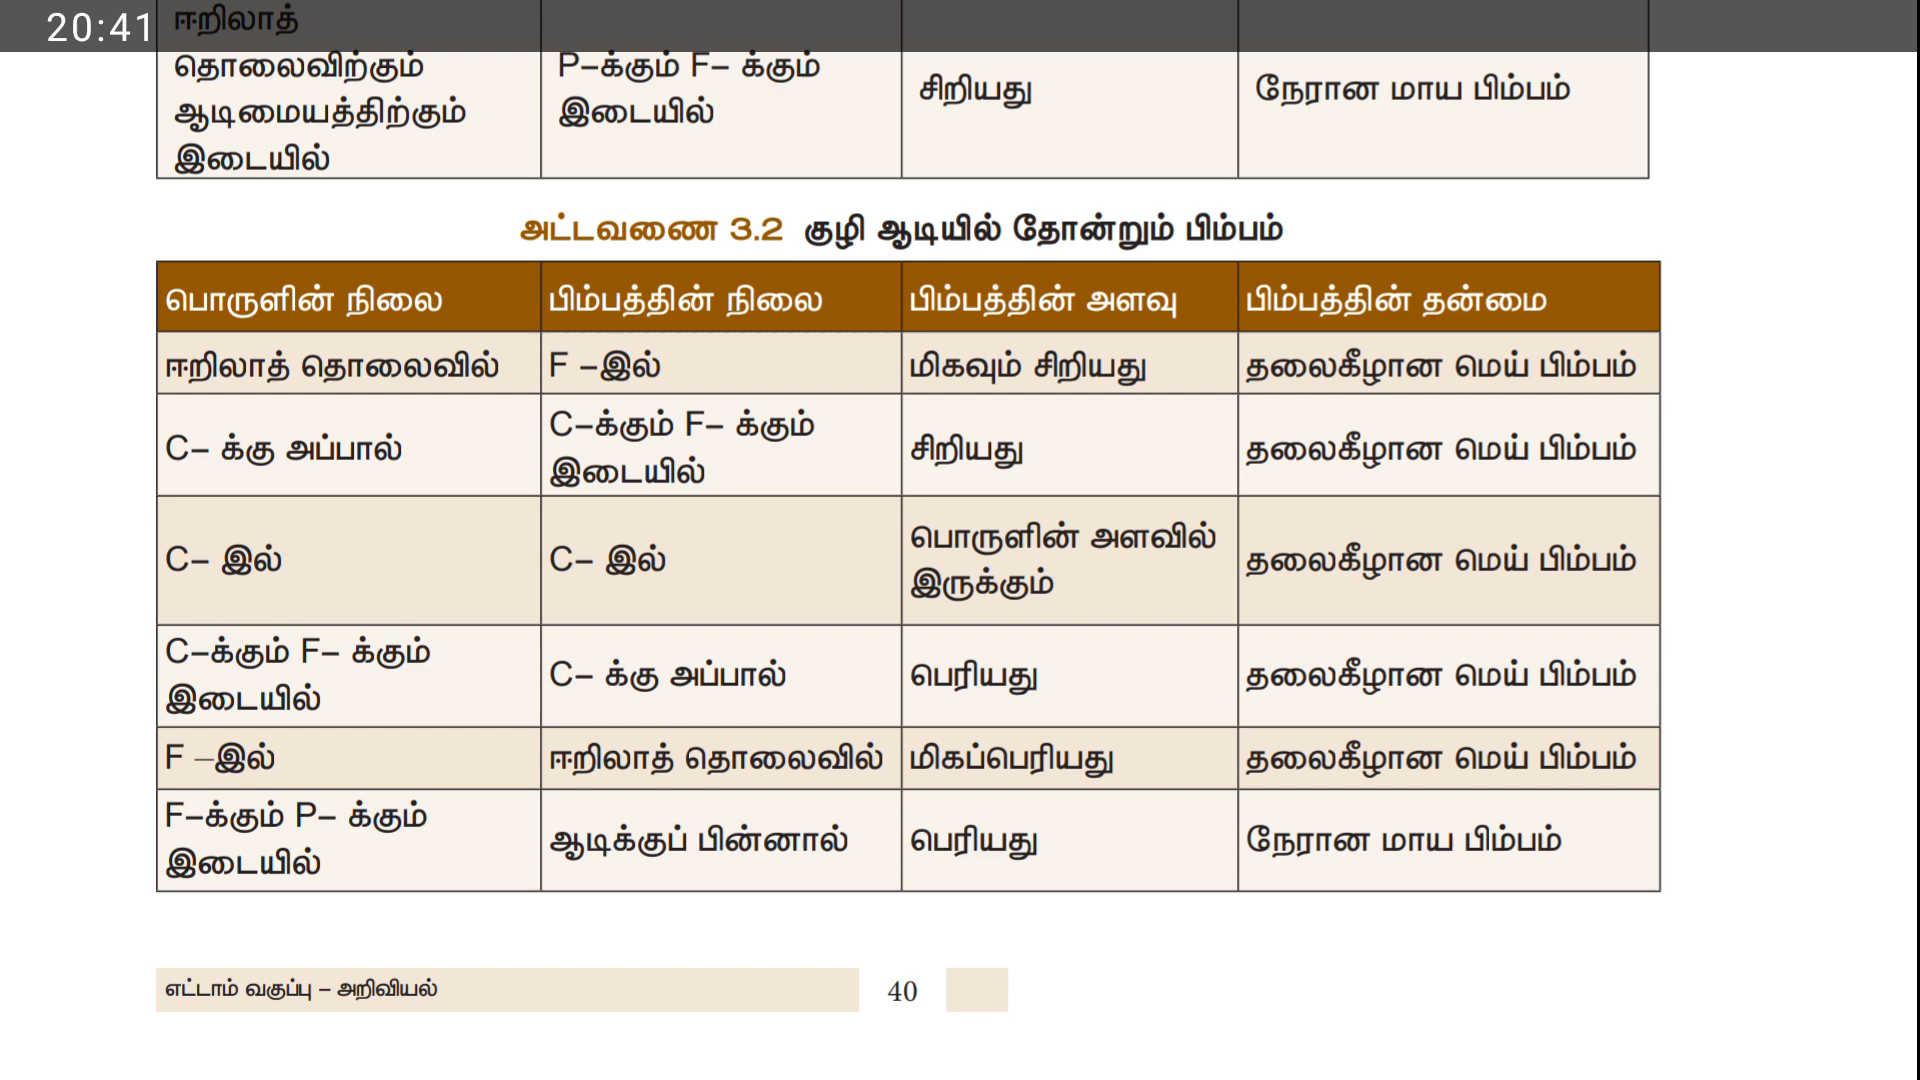 20:41
ஈறிலாத்
தொலைவிற்கும்
ஆடிமையத்திற்கும்
இடையில்
P–க்கும் F– க்கும்
இடையில்
சிறியது
நேரான மாய பிம்பம்
அட்டவணை 3.2 குழி ஆடியில் தோன்றும் பிம்பம்
பொருளின் நிலை
பிம்பத்தின் நிலை
பிம்பத்தின் அளவு
பிம்பத்தின் தன்மை
ஈறிலாத் தொலைவில்
F –இல்
மிகவும் சிறியது
தலைகீழான மெய் பிம்பம்
C– க்கு அப்பால்
C–க்கும் F– க்கும்
இடையில்
சிறியது
தலைகீழான மெய் பிம்பம்
C– இல்
C– இல்
பொருளின் அளவில்
இருக்கும்
தலைகீழான மெய் பிம்பம்
C–க்கும் F– க்கும்
இடையில்
C– க்கு அப்பால்
பெரியது
தலைகீழான மெய் பிம்பம்
F –இல்
ஈறிலாத் தொலைவில்
மிகப்பெரியது
தலைகீழான மெய் பிம்பம்
F–க்கும் P– க்கும்
இடையில்
ஆடிக்குப் பின்னால்
பெரியது
நேரான மாய பிம்பம்
எட்டாம் வகுப்பு – அறிவியல்
40